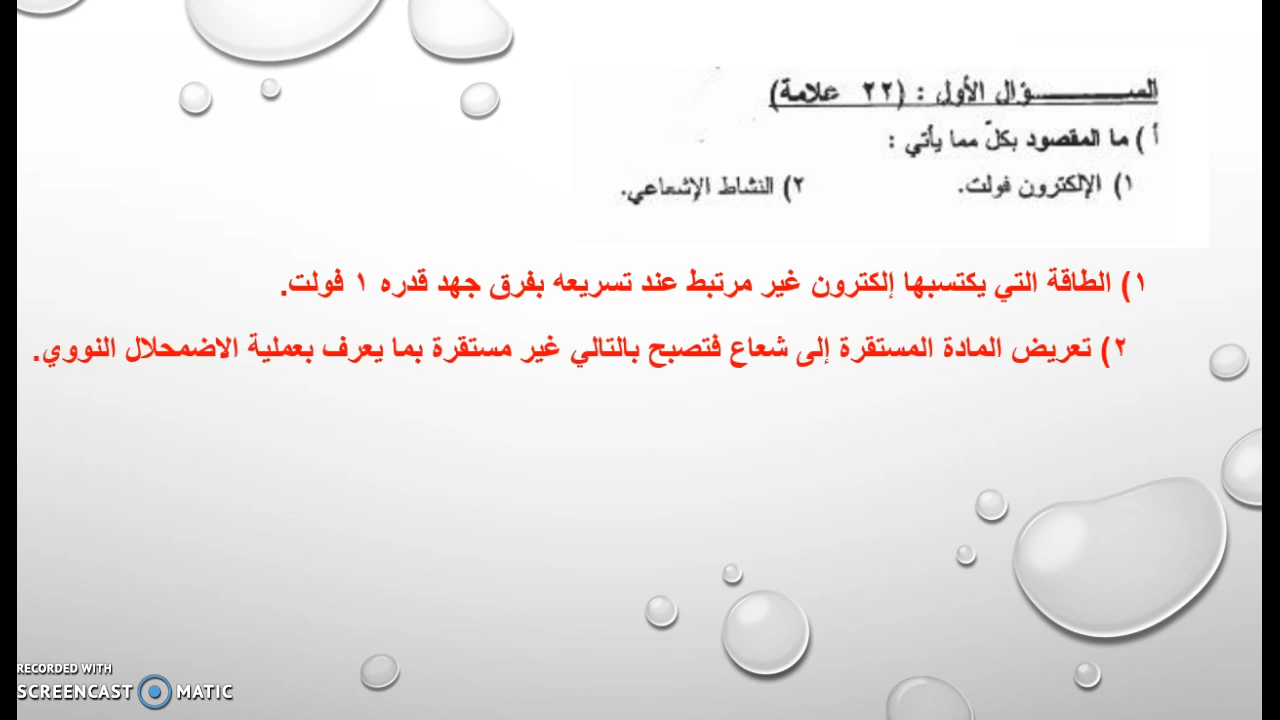 السـؤال الأول : (٢٢ علامة)
أ ) ما المقصود بكلّ مما يأتي :
١) الإلكترون فولت. ٢) النشاط الإشعاعي.
١) الطاقة التي يكتسبها إلكترون غير مرتبط عند تسريعه بفرق جهد قدره ١ فولت.
٢) تعريض المادة المستقرة إلى شعاع فتصبح بالتالي غير مستقرة بما يعرف بعملية الاضمحلال النووي.
RECORDED WITH
SCREENCAST MATIC